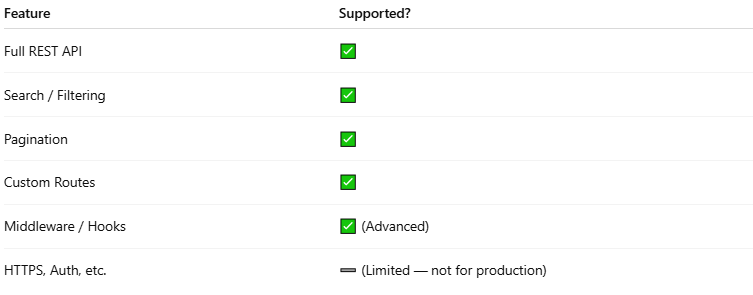 Feature Supported?
Full REST API ✅
Search / Filtering ✅
Pagination ✅
Custom Routes ✅
Middleware / Hooks ✅ (Advanced)
HTTPS, Auth, etc. ➖ (Limited — not for production)